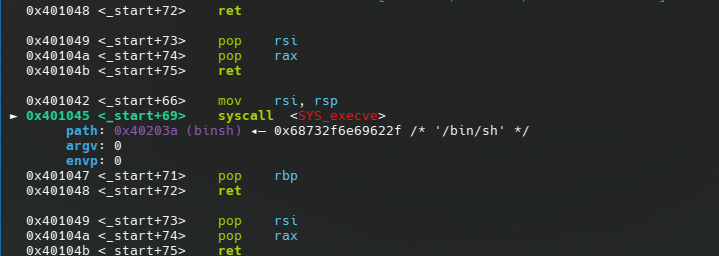 0x401048 <_start+72>    ret

0x401049 <_start+73>    pop    rsi
0x40104a <_start+74>    pop    rax
0x40104b <_start+75>    ret

0x401042 <_start+66>    mov    rsi, rsp
► 0x401045 <_start+69>    syscall  <SYS_execve>
path: 0x40203a (binsh) ◂— 0x68732f6e69622f /* '/bin/sh' */
argv: 0
envp: 0
0x401047 <_start+71>    pop    rbp
0x401048 <_start+72>    ret

0x401049 <_start+73>    pop    rsi
0x40104a <_start+74>    pop    rax
0x40104b <_start+75>    ret